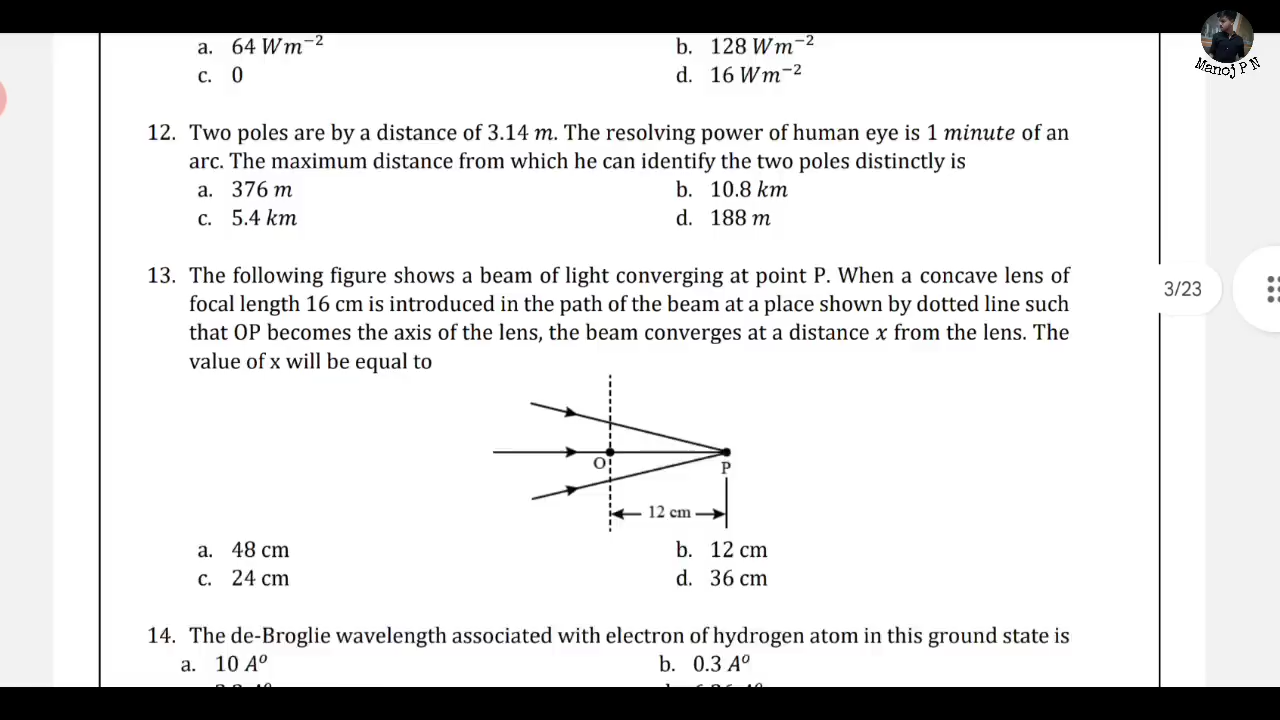 a. 64 Wm⁻² b. 128 Wm⁻²
c. 0 d. 16 Wm⁻²
Manoj P N
12. Two poles are by a distance of 3.14 m. The resolving power of human eye is 1 minute of an
arc. The maximum distance from which he can identify the two poles distinctly is
a. 376 m b. 10.8 km
c. 5.4 km d. 188 m
13. The following figure shows a beam of light converging at point P. When a concave lens of
focal length 16 cm is introduced in the path of the beam at a place shown by dotted line such
that OP becomes the axis of the lens, the beam converges at a distance x from the lens. The
value of x will be equal to
3/23
O
P
12 cm
a. 48 cm b. 12 cm
c. 24 cm d. 36 cm
14. The de-Broglie wavelength associated with electron of hydrogen atom in this ground state is
a. 10 Aᵒ b. 0.3 Aᵒ